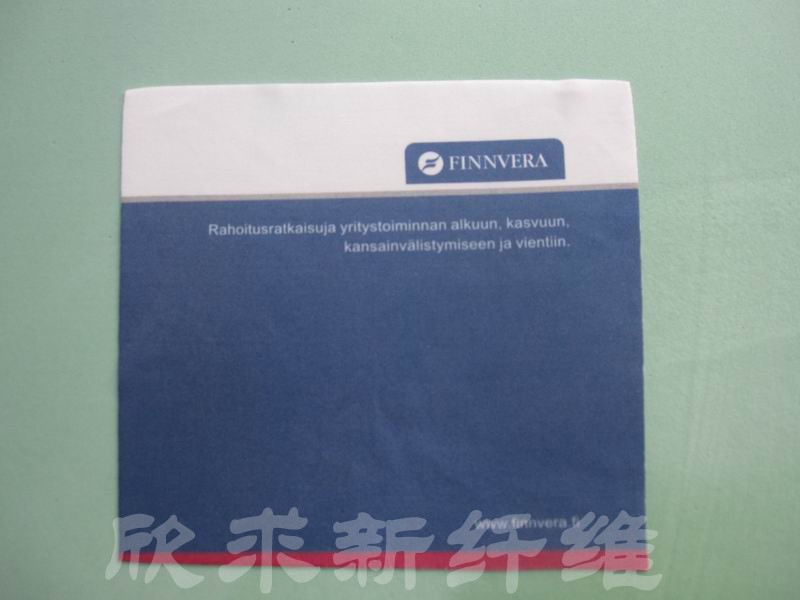 FINNVERA
Rahoitusratkaisuja yritystoiminnan alkuun, kasvuun,
kansainvälistymiseen ja vientiin.
www.finnvera.fi
欣求新纤维